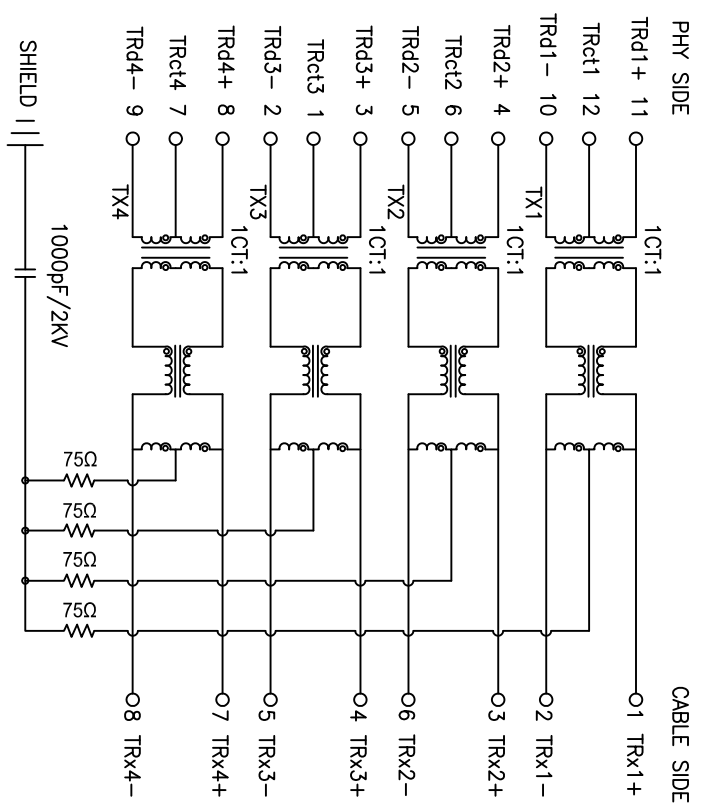 PHY SIDE
CABLE SIDE
TRd1+ 11
1CT:1
1 TRx1+
TRct1 12
TRd1- 10
TX1
2 TRx1-
TRd2+ 4
1CT:1
3 TRx2+
TRct2 6
TRd2- 5
TX2
6 TRx2-
TRd3+ 3
1CT:1
4 TRx3+
TRct3 1
TRd3- 2
TX3
5 TRx3-
TRd4+ 8
1CT:1
7 TRx4+
TRct4 7
TRd4- 9
TX4
8 TRx4-
75Ω
75Ω
75Ω
75Ω
SHIELD
1000pF/2KV